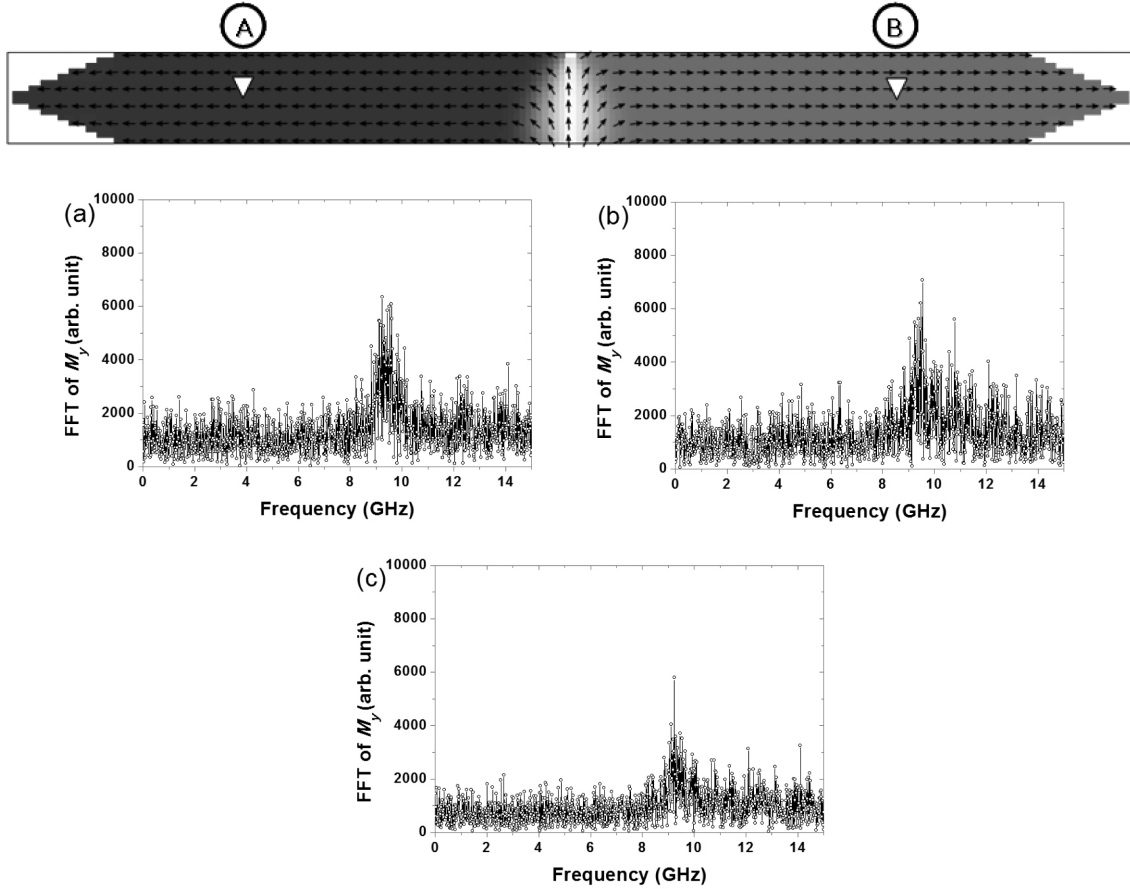 A B
(a)
10000
8000
6000
4000
2000
0
FFT of My (arb. unit)
0 2 4 6 8 10 12 14
Frequency (GHz)
(b)
10000
8000
6000
4000
2000
0
FFT of My (arb. unit)
0 2 4 6 8 10 12 14
Frequency (GHz)
(c)
10000
8000
6000
4000
2000
0
FFT of My (arb. unit)
0 2 4 6 8 10 12 14
Frequency (GHz)